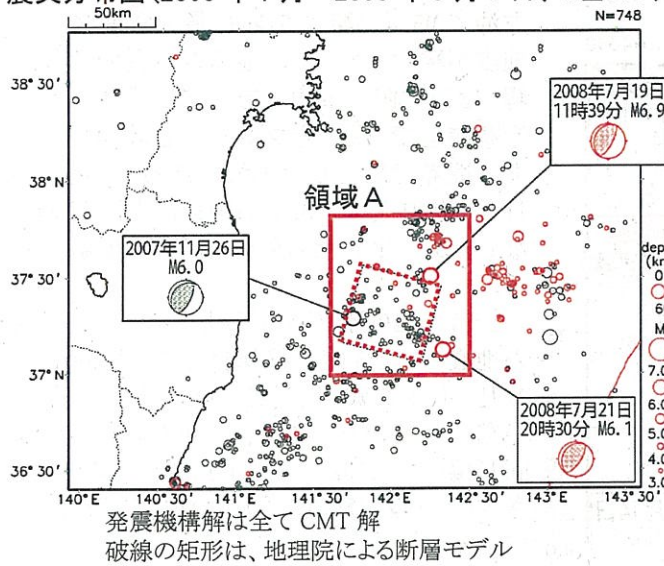 50km
N=748
38° 30'
38° N
37° 30'
37° N
36° 30'
140° E
140° 30'
141° E
141° 30'
142° E
142° 30'
143° E
143° 30'
領域A
2008年7月19日
11時39分 M6.9
2007年11月26日
M6.0
2008年7月21日
20時30分 M6.1
7.0
6.0
5.0
4.0
3.0
発震機構解は全て CMT 解
破線の矩形は、地理院による断層モデル